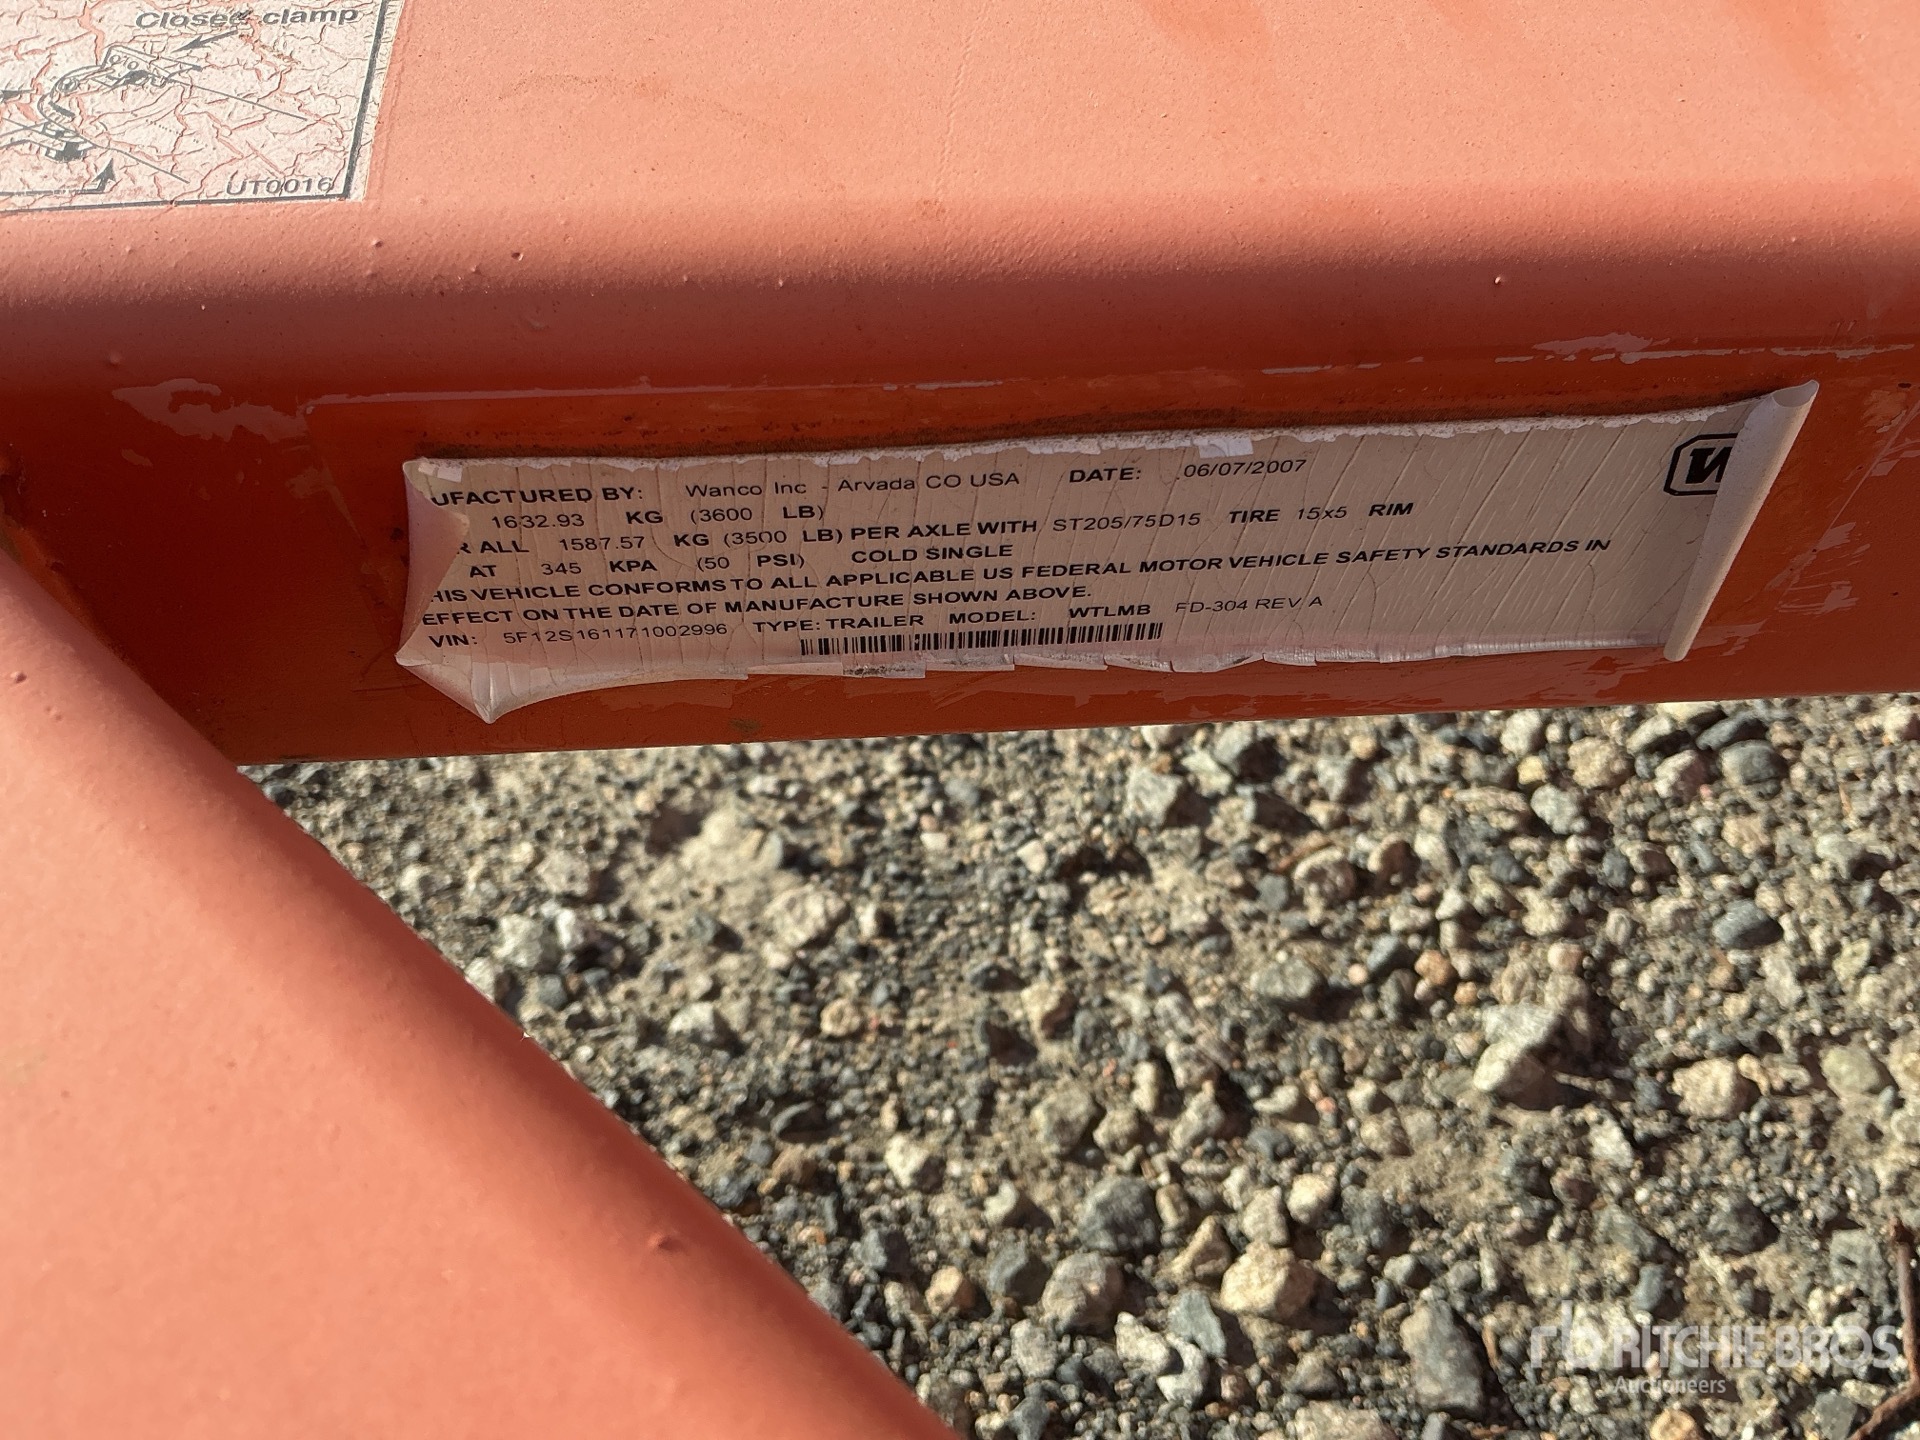 Closed clamp
UT0016
UFACTURED BY: Wanco Inc - Arvada CO USA DATE: 06/07/2007
1632.93 KG (3600 LB)
R ALL 1587.57 KG (3500 LB) PER AXLE WITH ST205/75D15 TIRE 15x5 RIM
AT 345 KPA (50 PSI) COLD SINGLE
HIS VEHICLE CONFORMS TO ALL APPLICABLE US FEDERAL MOTOR VEHICLE SAFETY STANDARDS IN
EFFECT ON THE DATE OF MANUFACTURE SHOWN ABOVE.
VIN: 5F12S161171002996 TYPE: TRAILER MODEL: WTLMB FD-304 REV A
rb RITCHIE BROS
Auctioneers